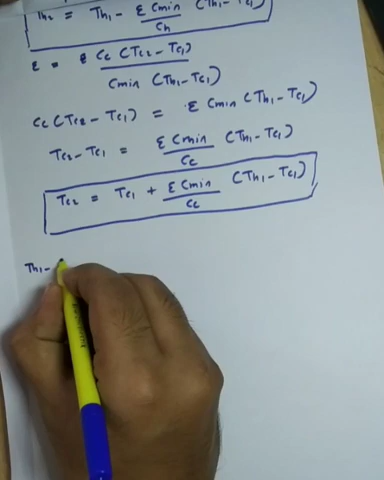 Th2 = Th1 - ε Cmin / Ch (Th1 - Tc1)
ε = ε Cc (Tc2 - Tc1) / Cmin (Th1 - Tc1)
Cc (Tc2 - Tc1) = ε Cmin (Th1 - Tc1)
Tc2 - Tc1 = ε Cmin / Cc (Th1 - Tc1)
Tc2 = Tc1 + ε Cmin / Cc (Th1 - Tc1)
Th1 -